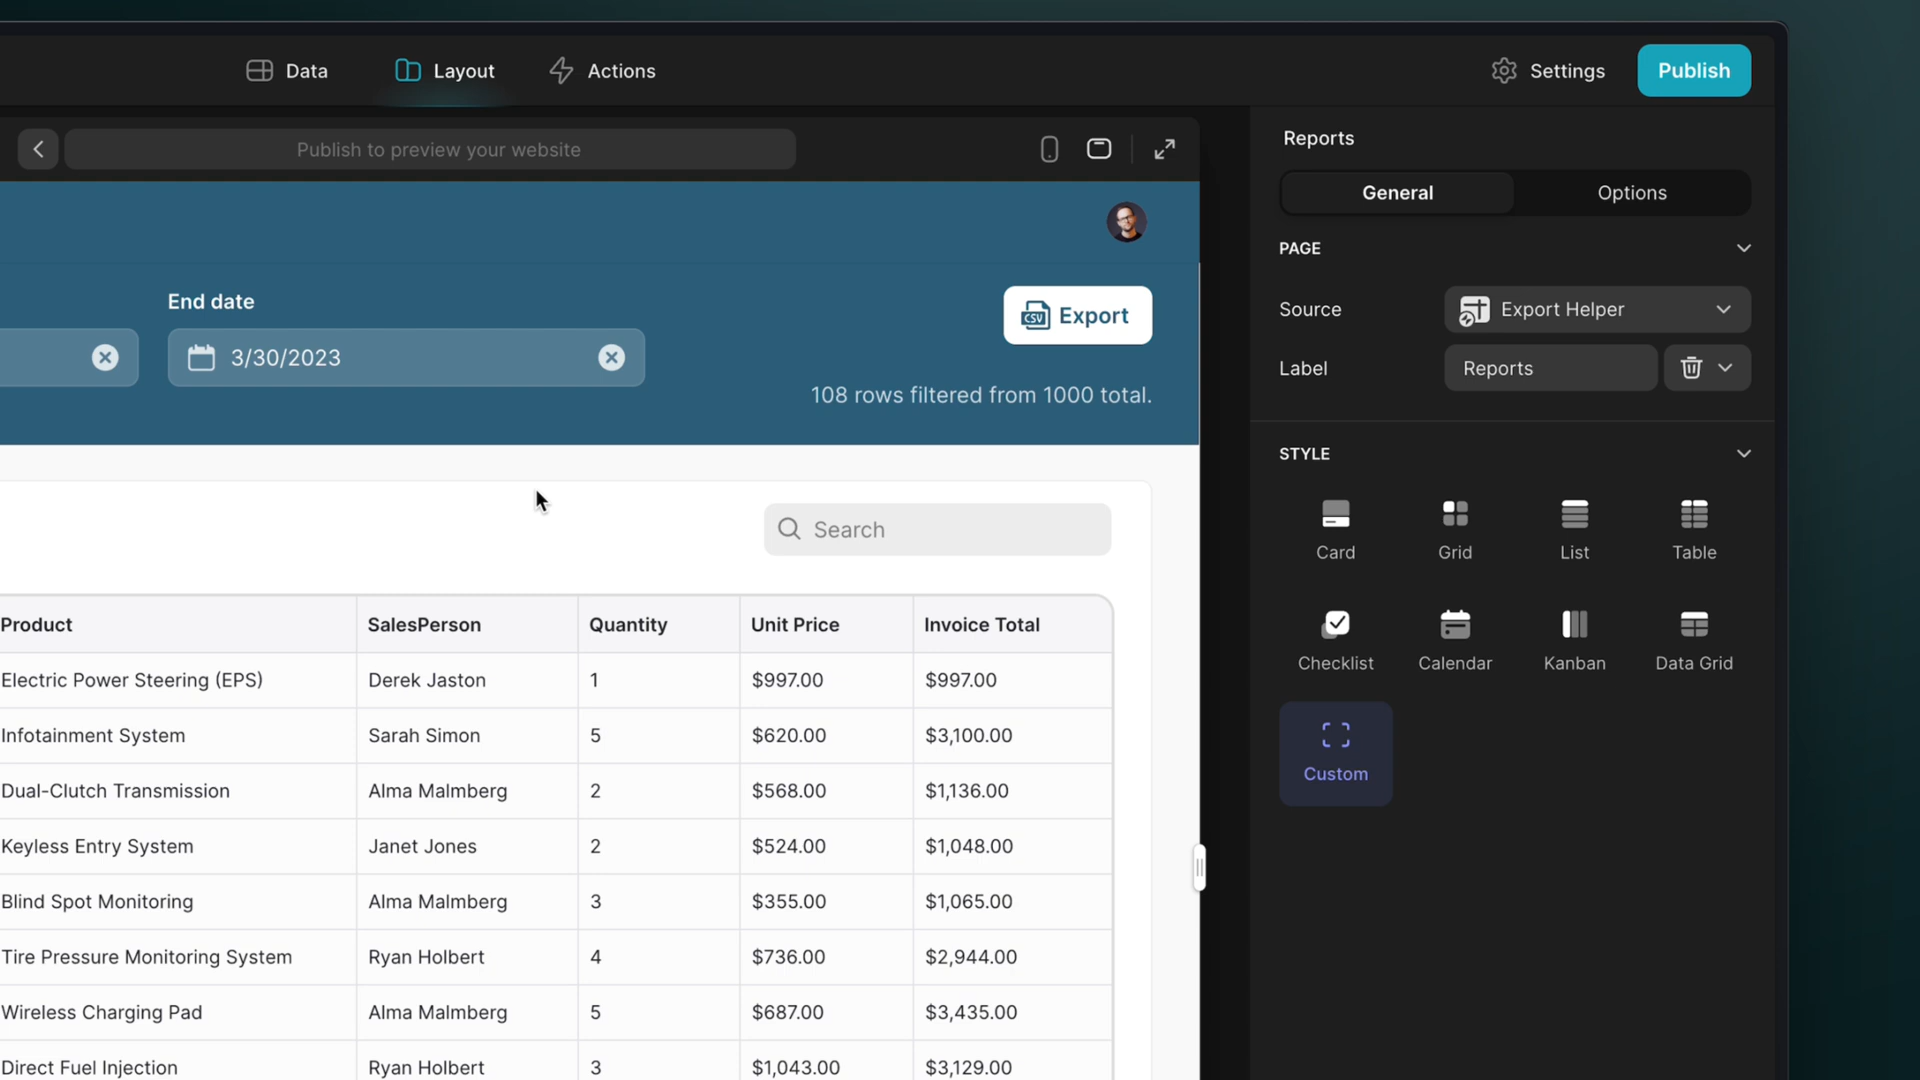 Data Layout Actions Settings Publish
Publish to preview your website
Reports
General Options
PAGE
Source Export Helper
Label Reports
STYLE
Card Grid List Table
Checklist Calendar Kanban Data Grid
Custom
End date
3/30/2023
CSV Export
108 rows filtered from 1000 total.
Search
Product SalesPerson Quantity Unit Price Invoice Total
Electric Power Steering (EPS) Derek Jaston 1 $997.00 $997.00
Infotainment System Sarah Simon 5 $620.00 $3,100.00
Dual-Clutch Transmission Alma Malmberg 2 $568.00 $1,136.00
Keyless Entry System Janet Jones 2 $524.00 $1,048.00
Blind Spot Monitoring Alma Malmberg 3 $355.00 $1,065.00
Tire Pressure Monitoring System Ryan Holbert 4 $736.00 $2,944.00
Wireless Charging Pad Alma Malmberg 5 $687.00 $3,435.00
Direct Fuel Injection Ryan Holbert 3 $1,043.00 $3,129.00